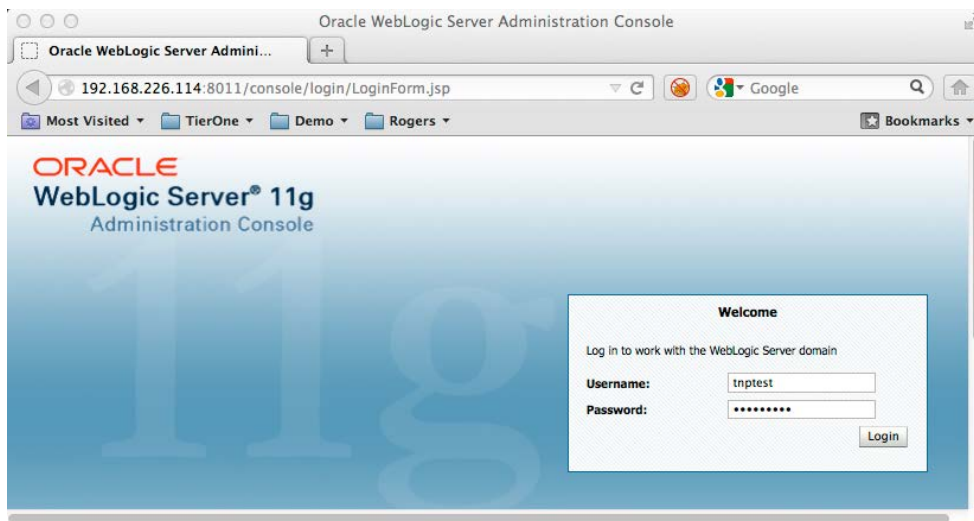 Oracle WebLogic Server Administration Console
Oracle WebLogic Server Admini...
192.168.226.114:8011/console/login/LoginForm.jsp
Google
Most Visited
TierOne
Demo
Rogers
Bookmarks
ORACLE
WebLogic Server® 11g
Administration Console
11g
Welcome
Log in to work with the WebLogic Server domain
Username: tnptest
Password: •••••••••
Login